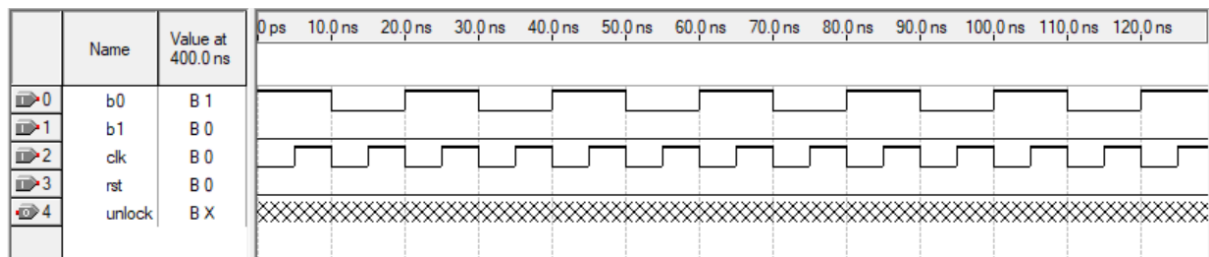 Name
Value at
400.0 ns
0 ps 10.0 ns 20.0 ns 30.0 ns 40.0 ns 50.0 ns 60.0 ns 70.0 ns 80.0 ns 90.0 ns 100.0 ns 110.0 ns 120.0 ns
0 b0 B 1
1 b1 B 0
2 clk B 0
3 rst B 0
4 unlock B X